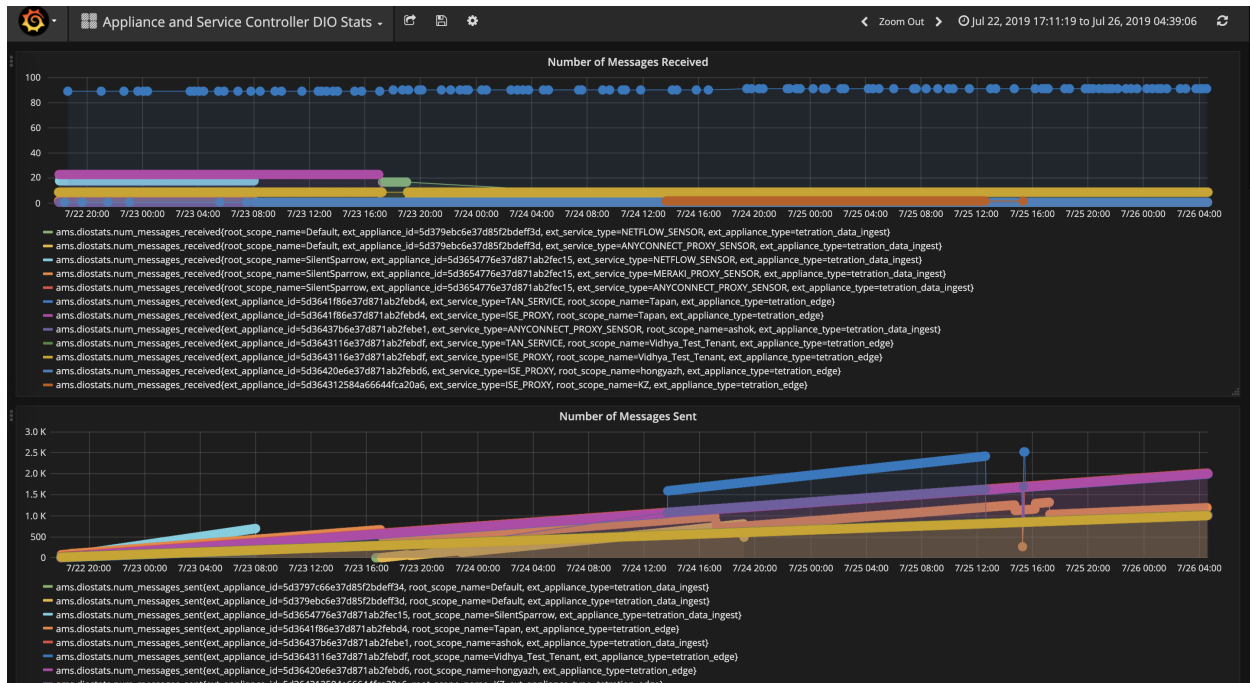 Appliance and Service Controller DIO Stats
Zoom Out
Jul 22, 2019 17:11:19 to Jul 26, 2019 04:39:06
Number of Messages Received
100
80
60
40
20
0
7/22 20:00 7/23 00:00 7/23 04:00 7/23 08:00 7/23 12:00 7/23 16:00 7/23 20:00 7/24 00:00 7/24 04:00 7/24 08:00 7/24 12:00 7/24 16:00 7/24 20:00 7/25 00:00 7/25 04:00 7/25 08:00 7/25 12:00 7/25 16:00 7/25 20:00 7/26 00:00 7/26 04:00
ams.diostats.num_messages_received{root_scope_name=Default, ext_appliance_id=5d379ebc6e37d85f2bdeff3d, ext_service_type=NETFLOW_SENSOR, ext_appliance_type=tetration_data_ingest}
ams.diostats.num_messages_received{root_scope_name=Default, ext_appliance_id=5d379ebc6e37d85f2bdeff3d, ext_service_type=ANYCONNECT_PROXY_SENSOR, ext_appliance_type=tetration_data_ingest}
ams.diostats.num_messages_received{root_scope_name=SilentSparrow, ext_appliance_id=5d3654776e37d871ab2fec15, ext_service_type=NETFLOW_SENSOR, ext_appliance_type=tetration_data_ingest}
ams.diostats.num_messages_received{root_scope_name=SilentSparrow, ext_appliance_id=5d3654776e37d871ab2fec15, ext_service_type=MERAKI_PROXY_SENSOR, ext_appliance_type=tetration_data_ingest}
ams.diostats.num_messages_received{root_scope_name=SilentSparrow, ext_appliance_id=5d3654776e37d871ab2fec15, ext_service_type=ANYCONNECT_PROXY_SENSOR, ext_appliance_type=tetration_data_ingest}
ams.diostats.num_messages_received{ext_appliance_id=5d3641f86e37d871ab2febd4, ext_service_type=TAN_SERVICE, root_scope_name=Tapan, ext_appliance_type=tetration_edge}
ams.diostats.num_messages_received{ext_appliance_id=5d3641f86e37d871ab2febd4, ext_service_type=ISE_PROXY, root_scope_name=Tapan, ext_appliance_type=tetration_edge}
ams.diostats.num_messages_received{ext_appliance_id=5d36437b6e37d871ab2febe1, ext_service_type=ANYCONNECT_PROXY_SENSOR, root_scope_name=ashok, ext_appliance_type=tetration_data_ingest}
ams.diostats.num_messages_received{ext_appliance_id=5d3643116e37d871ab2febdf, ext_service_type=TAN_SERVICE, root_scope_name=Vidhya_Test_Tenant, ext_appliance_type=tetration_edge}
ams.diostats.num_messages_received{ext_appliance_id=5d3643116e37d871ab2febdf, ext_service_type=ISE_PROXY, root_scope_name=Vidhya_Test_Tenant, ext_appliance_type=tetration_edge}
ams.diostats.num_messages_received{ext_appliance_id=5d36420e6e37d871ab2febd6, ext_service_type=ISE_PROXY, root_scope_name=hongyazh, ext_appliance_type=tetration_edge}
ams.diostats.num_messages_received{ext_appliance_id=5d364312584a66644fca20a6, ext_service_type=ISE_PROXY, root_scope_name=KZ, ext_appliance_type=tetration_edge}
Number of Messages Sent
3.0 K
2.5 K
2.0 K
1.5 K
1.0 K
500
0
7/22 20:00 7/23 00:00 7/23 04:00 7/23 08:00 7/23 12:00 7/23 16:00 7/23 20:00 7/24 00:00 7/24 04:00 7/24 08:00 7/24 12:00 7/24 16:00 7/24 20:00 7/25 00:00 7/25 04:00 7/25 08:00 7/25 12:00 7/25 16:00 7/25 20:00 7/26 00:00 7/26 04:00
ams.diostats.num_messages_sent{ext_appliance_id=5d3797c66e37d85f2bdeff34, root_scope_name=Default, ext_appliance_type=tetration_data_ingest}
ams.diostats.num_messages_sent{ext_appliance_id=5d379ebc6e37d85f2bdeff3d, root_scope_name=Default, ext_appliance_type=tetration_data_ingest}
ams.diostats.num_messages_sent{ext_appliance_id=5d3654776e37d871ab2fec15, root_scope_name=SilentSparrow, ext_appliance_type=tetration_data_ingest}
ams.diostats.num_messages_sent{ext_appliance_id=5d3641f86e37d871ab2febd4, root_scope_name=Tapan, ext_appliance_type=tetration_edge}
ams.diostats.num_messages_sent{ext_appliance_id=5d36437b6e37d871ab2febe1, root_scope_name=ashok, ext_appliance_type=tetration_data_ingest}
ams.diostats.num_messages_sent{ext_appliance_id=5d3643116e37d871ab2febdf, root_scope_name=Vidhya_Test_Tenant, ext_appliance_type=tetration_edge}
ams.diostats.num_messages_sent{ext_appliance_id=5d36420e6e37d871ab2febd6, root_scope_name=hongyazh, ext_appliance_type=tetration_edge}